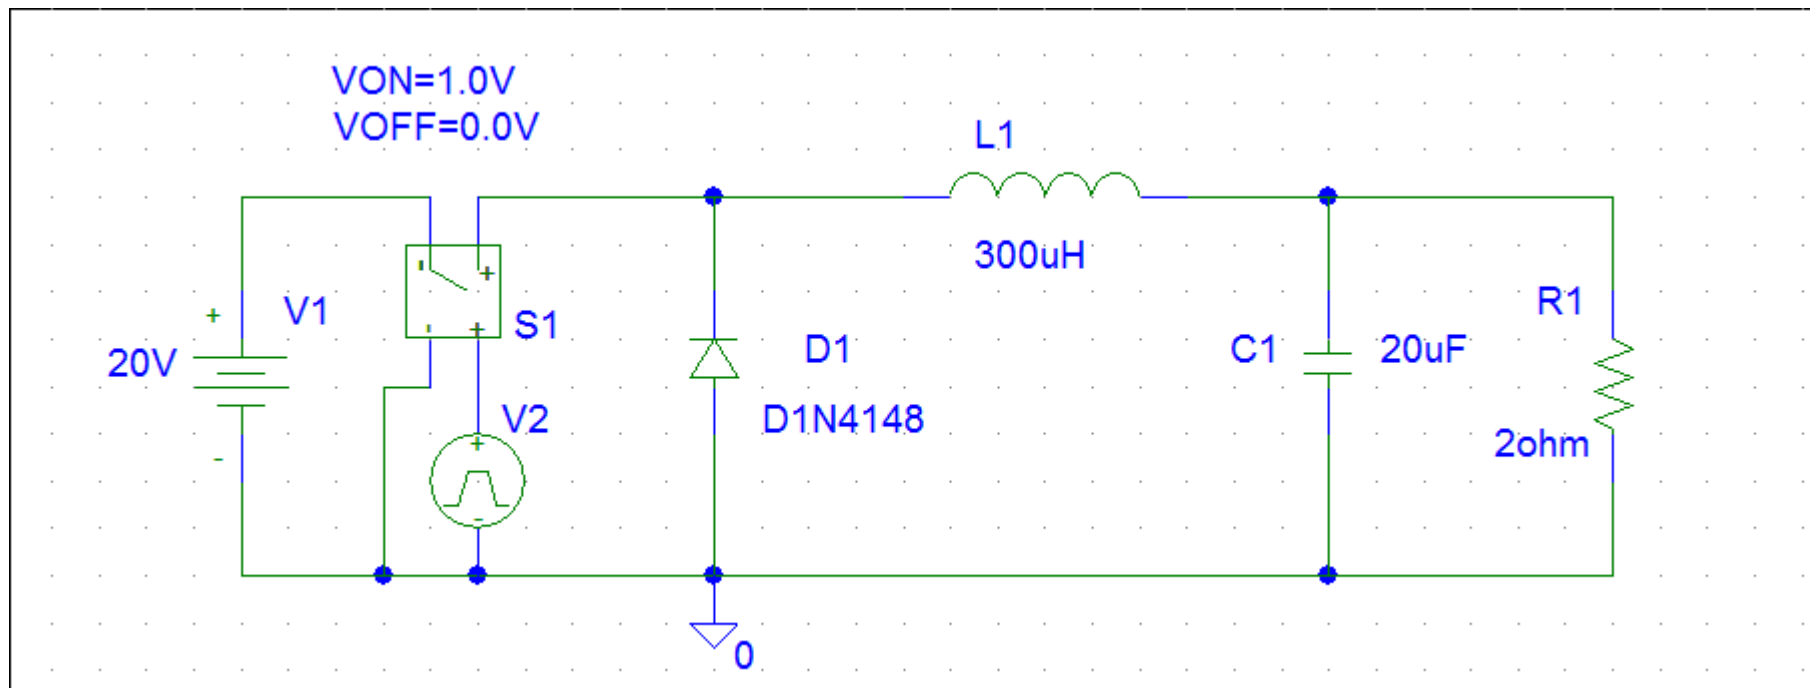 VON=1.0V
VOFF=0.0V
L1
300uH
V1
+
20V
-
- +
- +
S1
V2
+
-
D1
D1N4148
C1
20uF
R1
2ohm
0